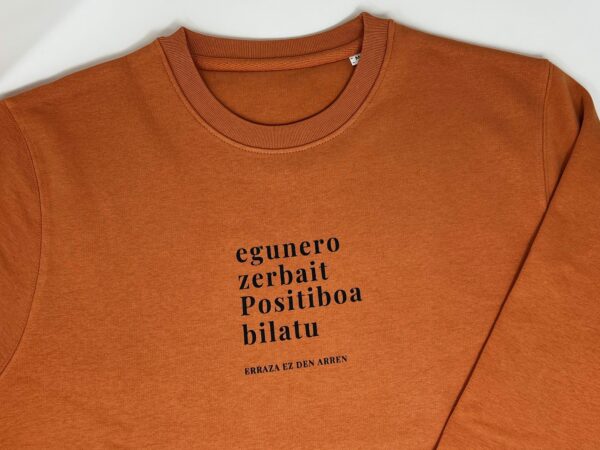 egunero
zerbait
Positiboa
bilatu
ERRAZA EZ DEN ARREN